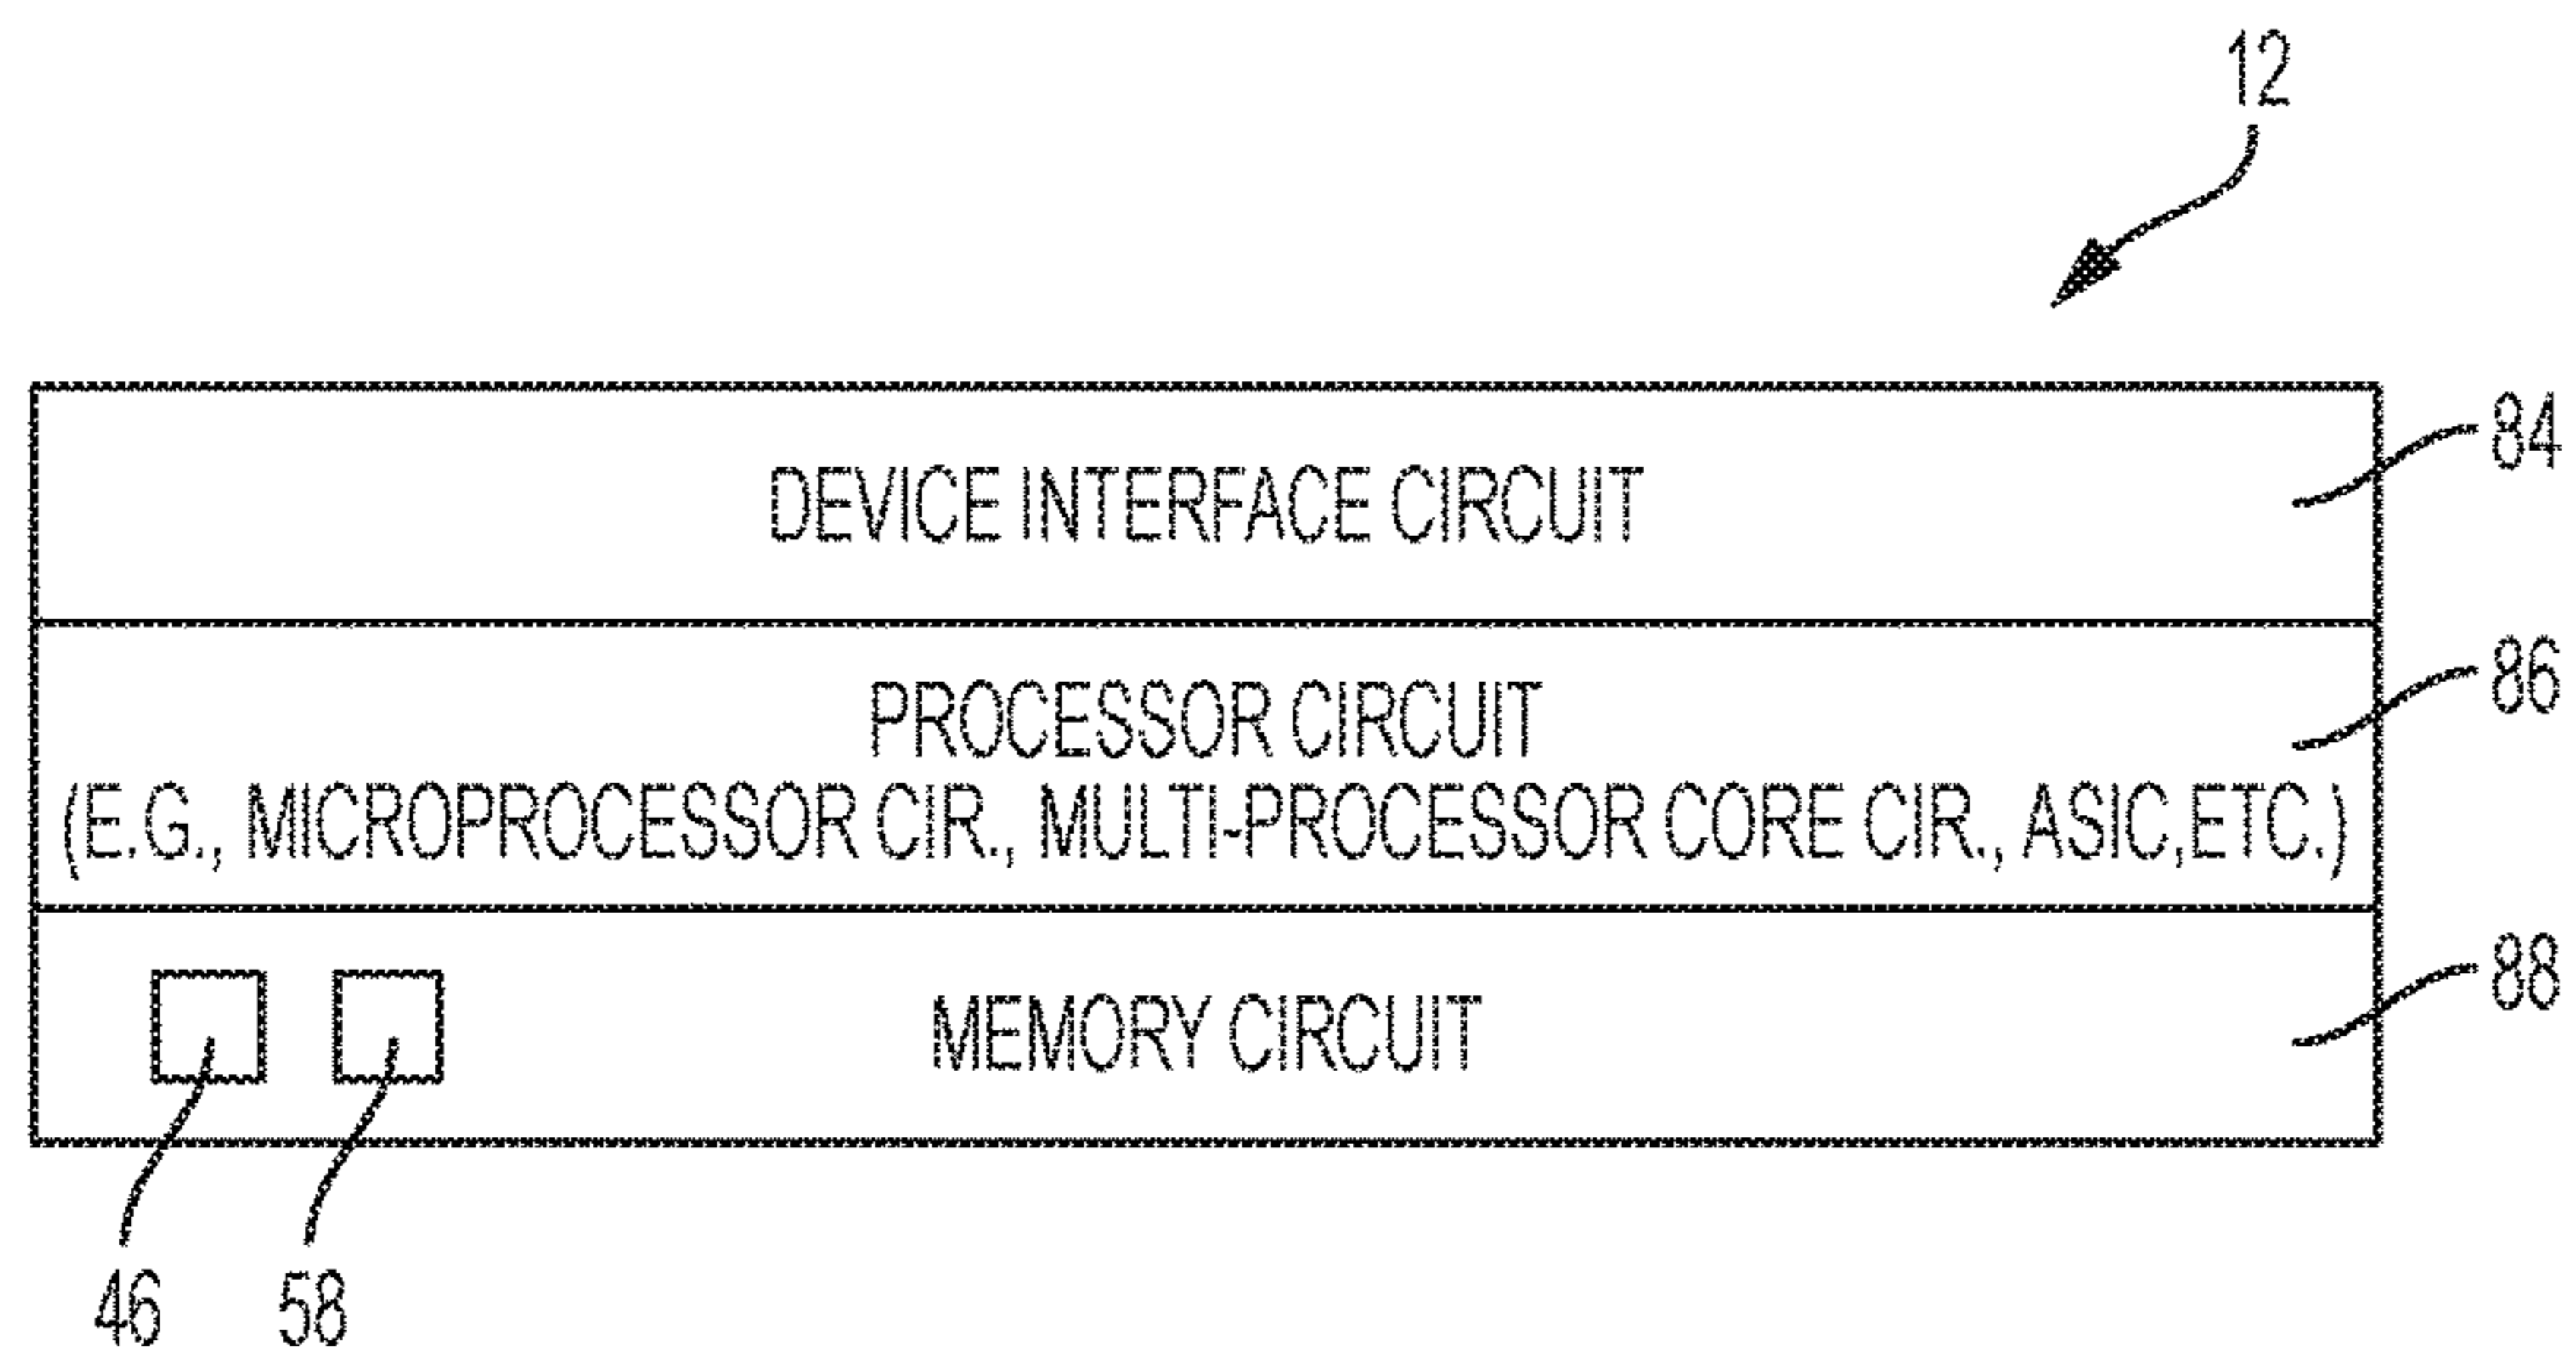 12
DEVICE INTERFACE CIRCUIT
84
PROCESSOR CIRCUIT
86
(E.G., MICROPROCESSOR CIR., MULTI-PROCESSOR CORE CIR., ASIC,ETC.)
MEMORY CIRCUIT
88
46
58